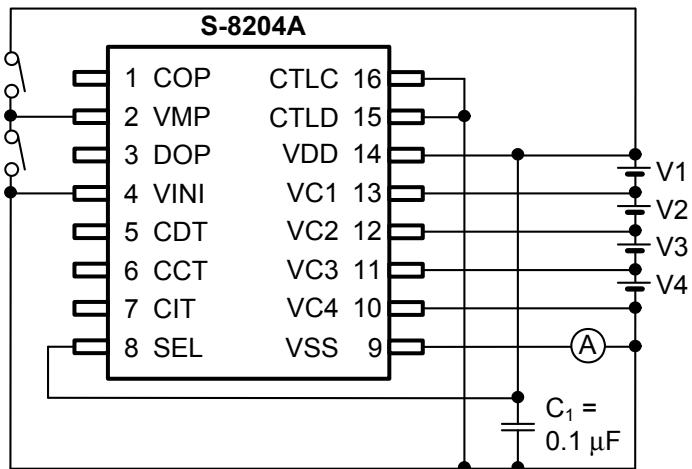 S-8204A
1 COP CTLC 16
2 VMP CTLD 15
3 DOP VDD 14
4 VINI VC1 13
5 CDT VC2 12
6 CCT VC3 11
7 CIT VC4 10
8 SEL VSS 9
V1
V2
V3
V4
A
C₁ =
0.1 µF